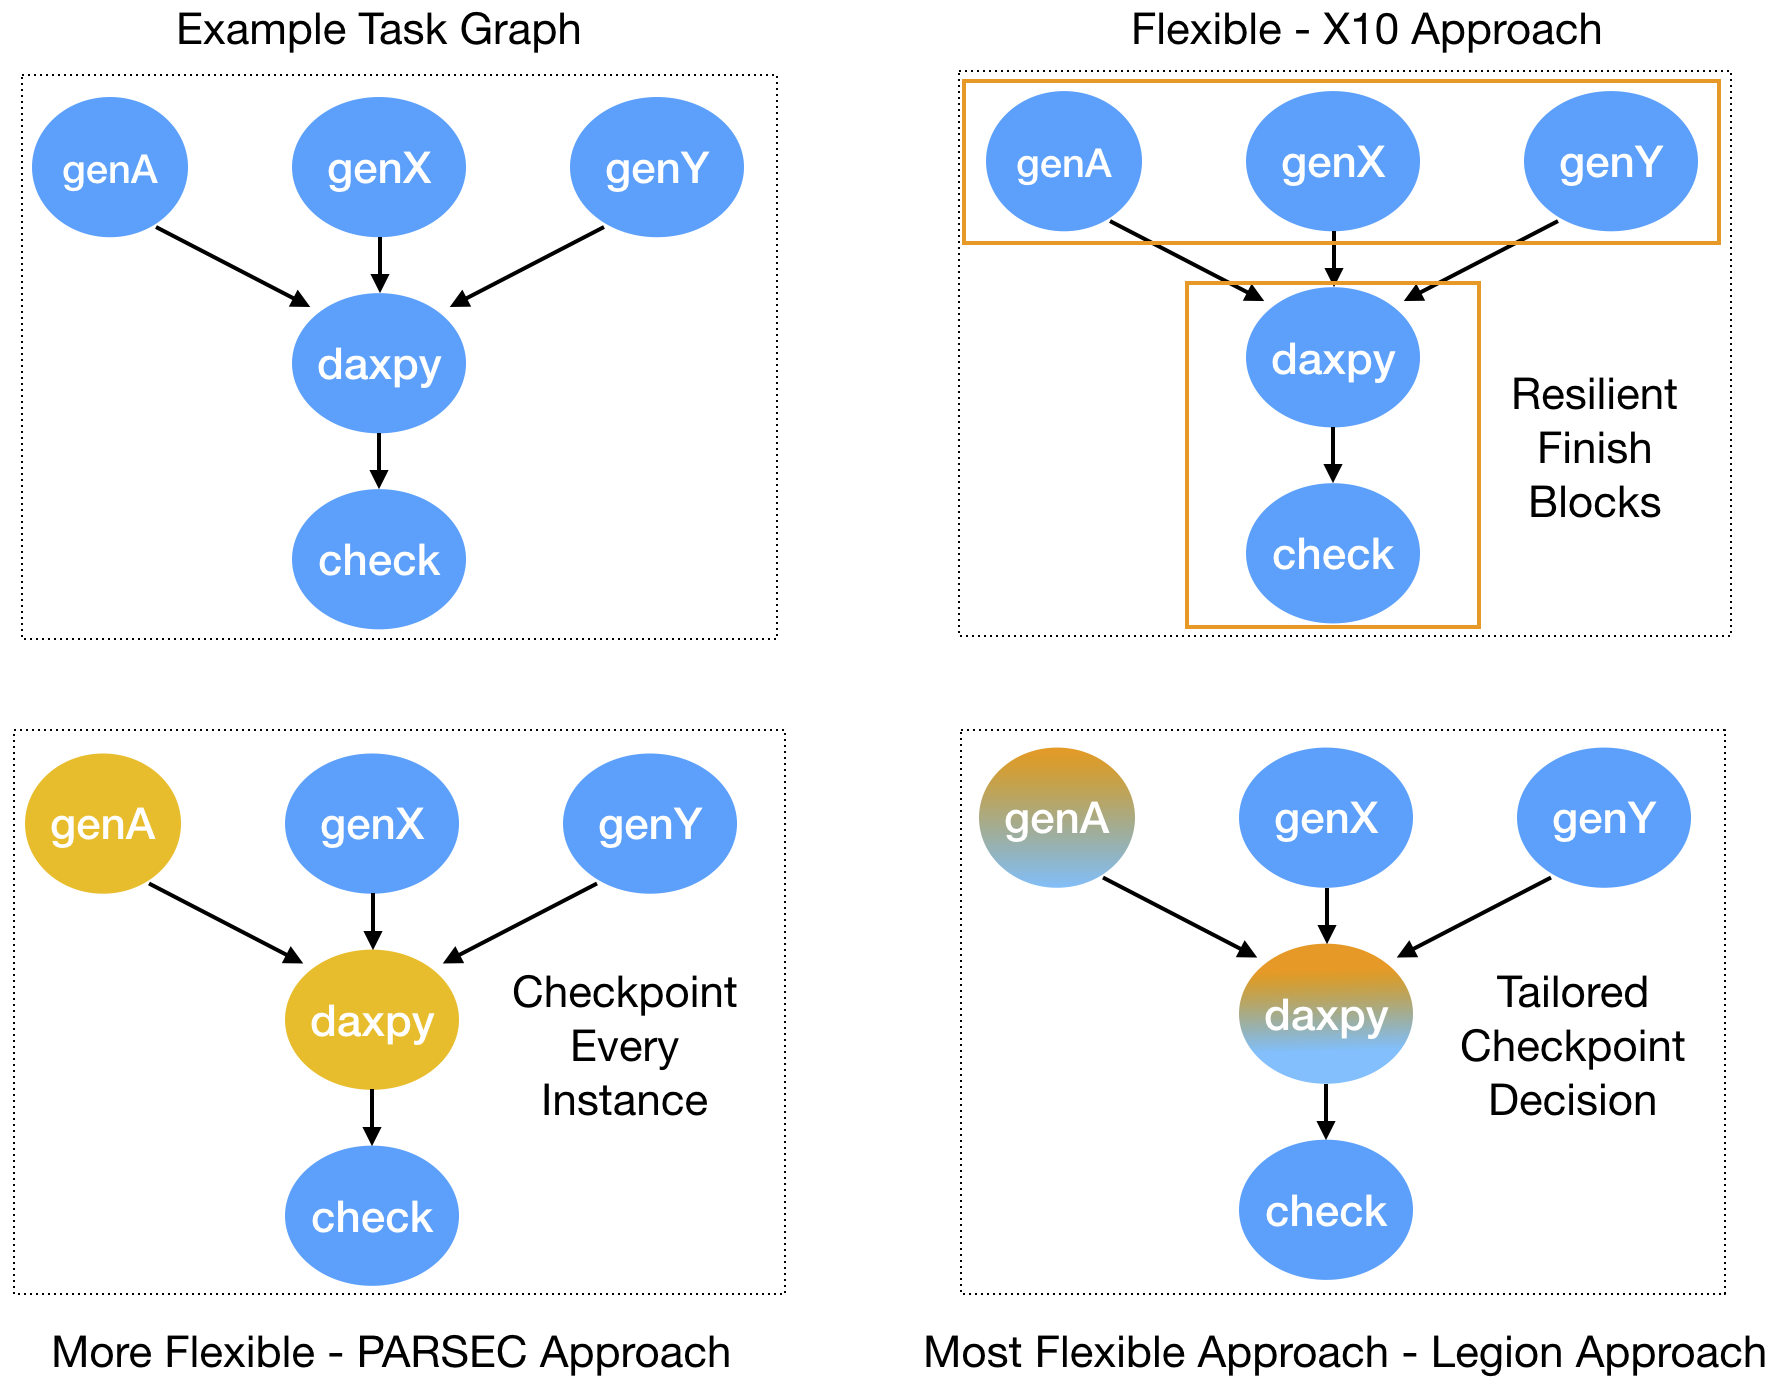 Example Task Graph
genA
genX
genY
daxpy
check
Flexible - X10 Approach
genA
genX
genY
daxpy
check
Resilient
Finish
Blocks
genA
genX
genY
daxpy
check
Checkpoint
Every
Instance
More Flexible - PARSEC Approach
genA
genX
genY
daxpy
check
Tailored
Checkpoint
Decision
Most Flexible Approach - Legion Approach